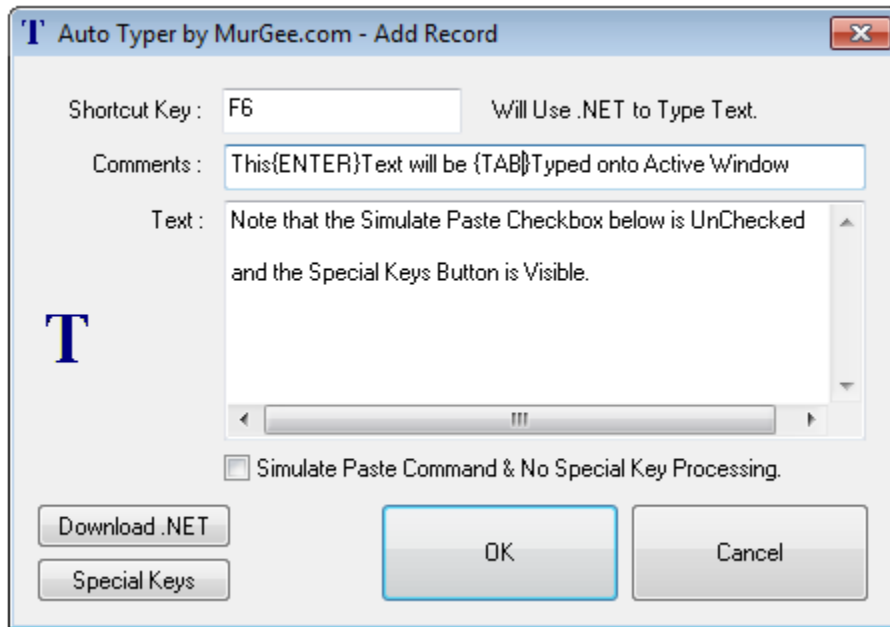 T Auto Typer by MurGee.com - Add Record
Shortcut Key : F6 Will Use .NET to Type Text.
Comments : This{ENTER}Text will be {TAB}Typed onto Active Window
Text : Note that the Simulate Paste Checkbox below is UnChecked
and the Special Keys Button is Visible.
T
Simulate Paste Command & No Special Key Processing.
Download .NET
OK
Cancel
Special Keys